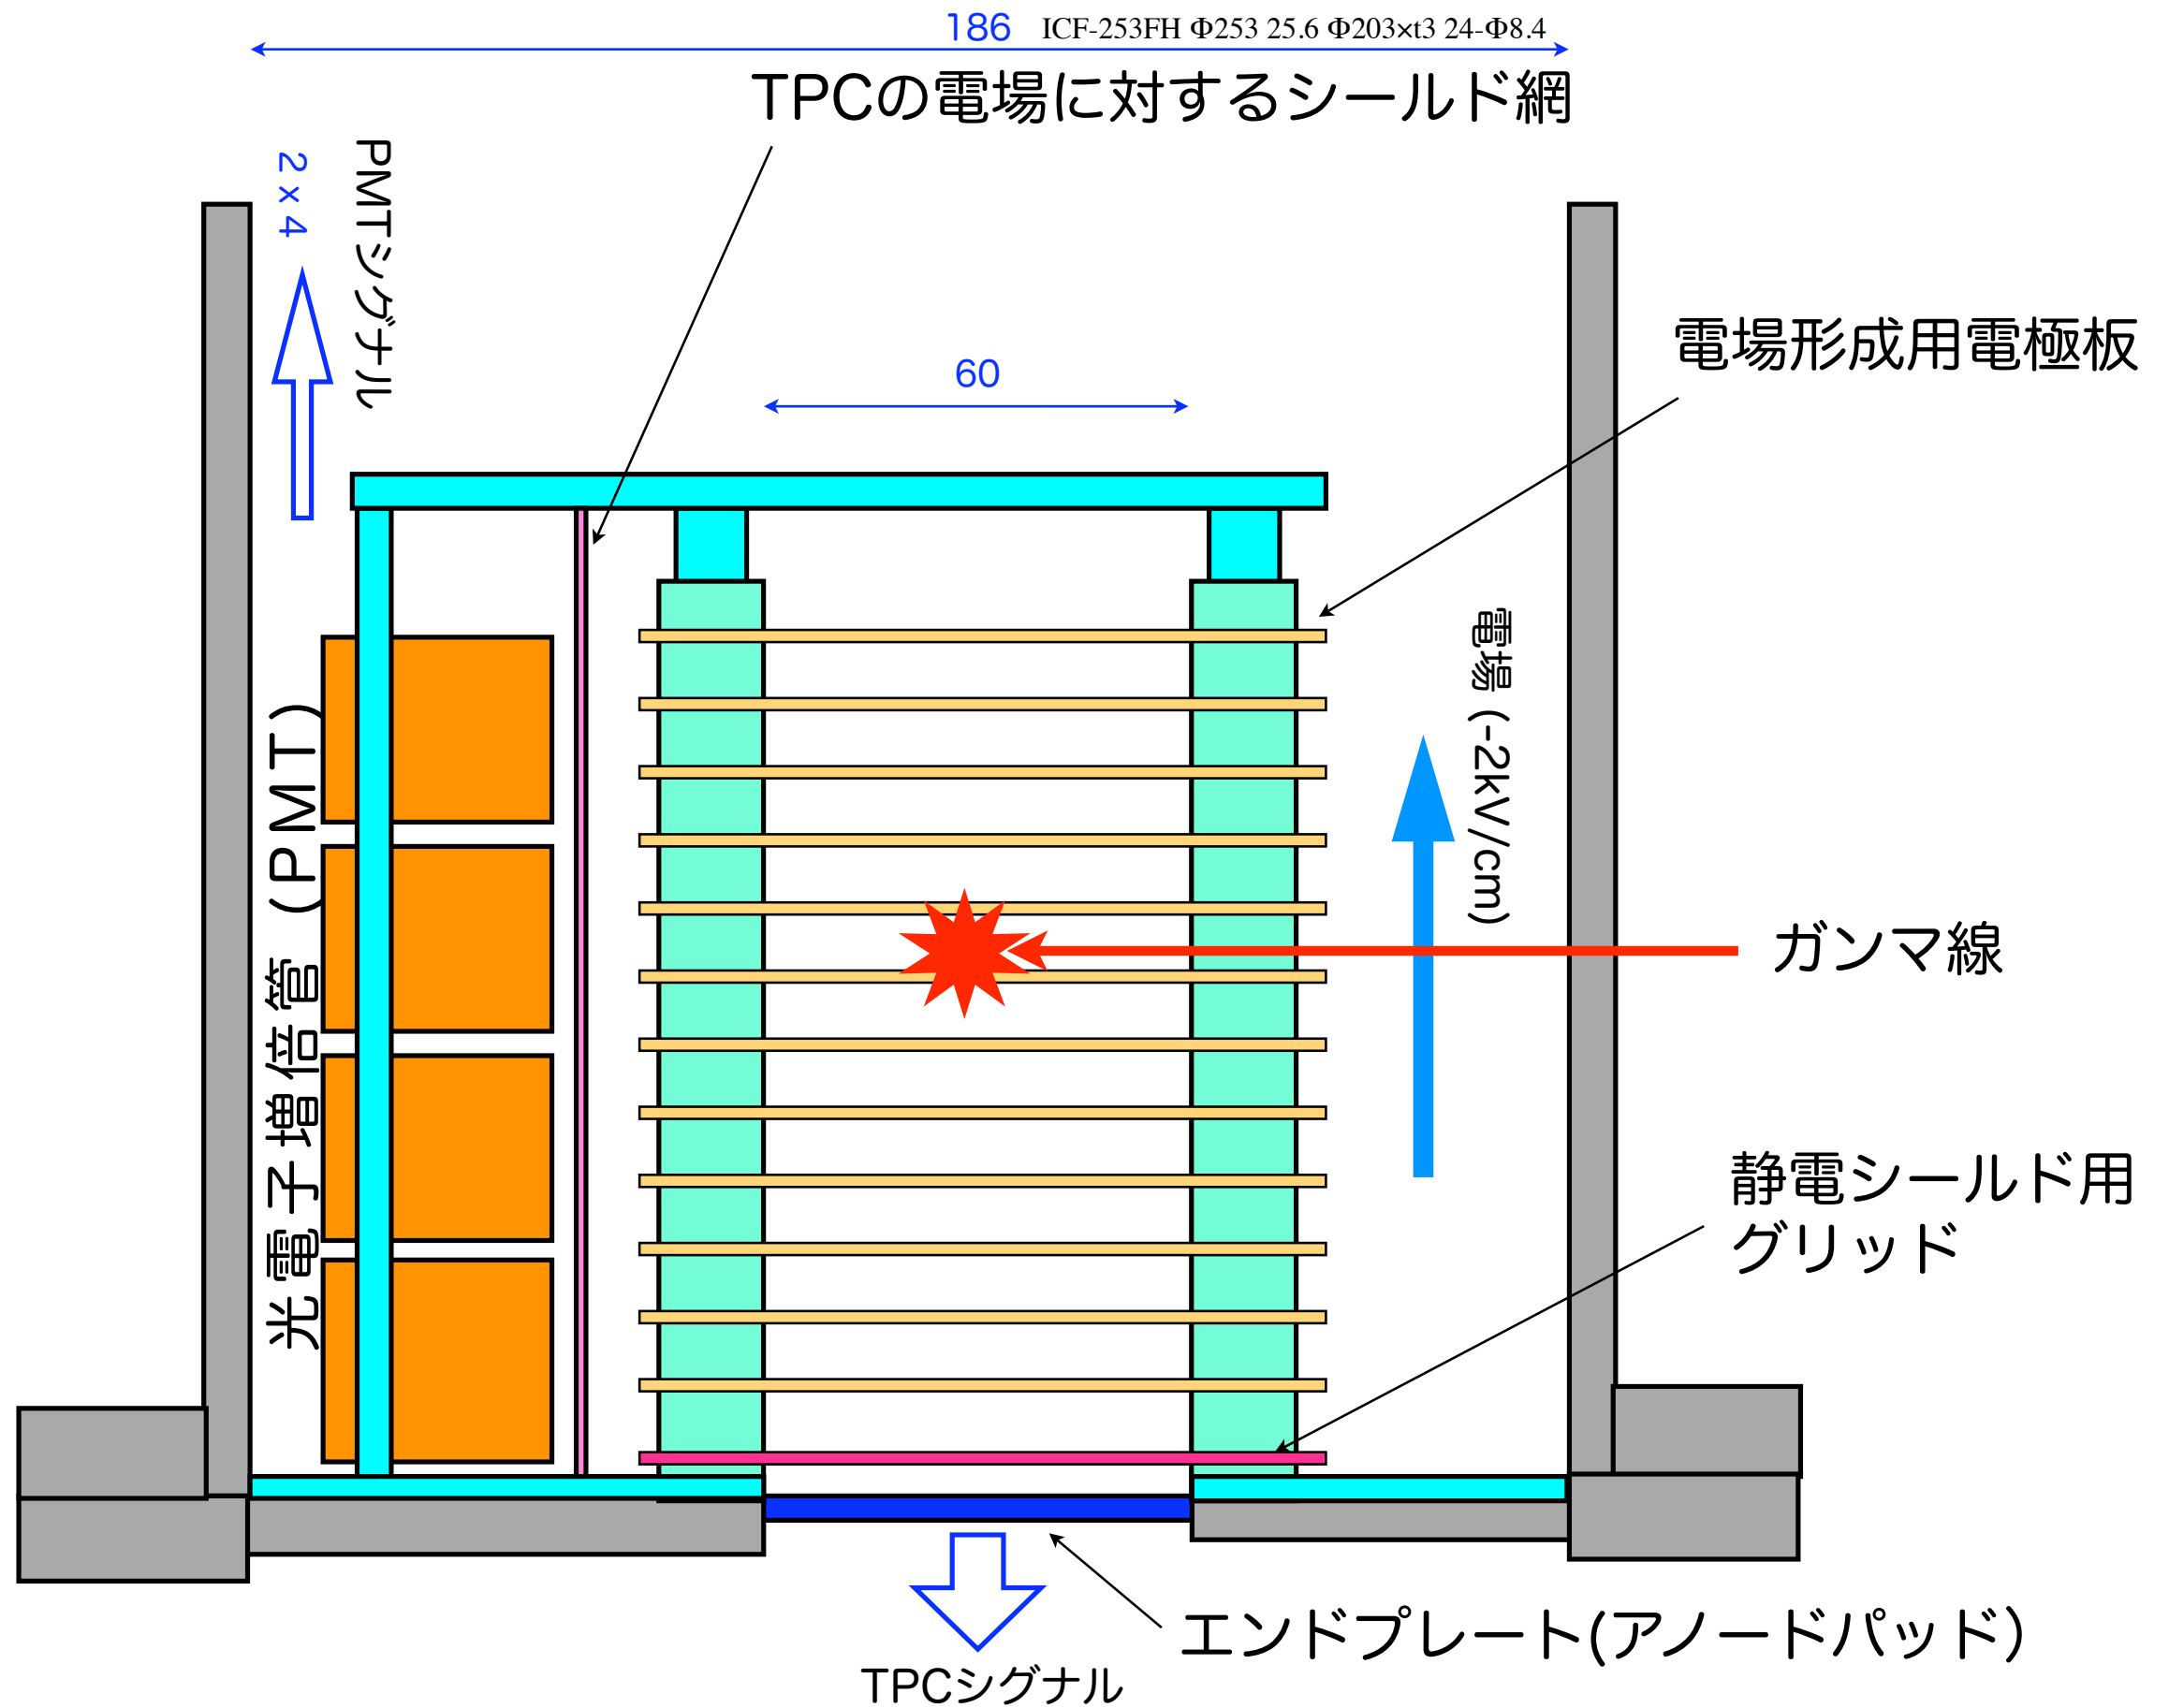 186 ICF-253FH Φ253 25.6 Φ203×t3 24-Φ8.4
TPCの電場に対するシールド網
2 x 4
PMTシグナル
60
電場形成用電極板
電場 (-2kV/cm)
光電子増倍管 (PMT)
ガンマ線
静電シールド用
グリッド
エンドプレート(アノードパッド)
TPCシグナル